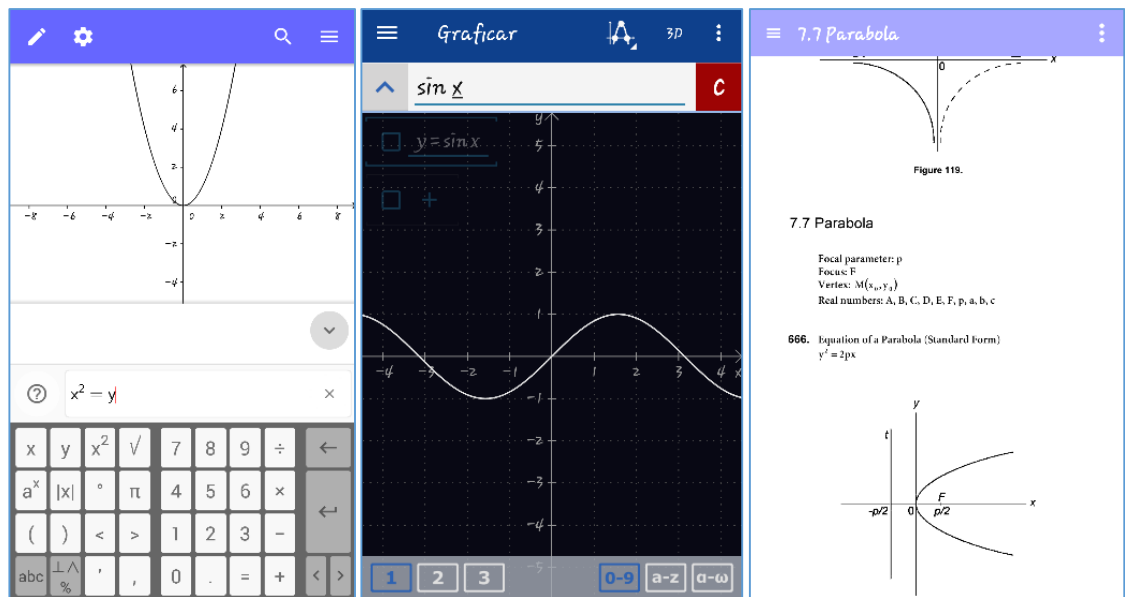 6
4
2
0
-8 -6 -4 -2 0 2 4 6 8
-2
-4
x² = y
x y x² √ 7 8 9 ÷ ←
aˣ |x| ° π 4 5 6 × ↵
( ) < > 1 2 3 −
abc ⊥∧% ' , 0 . = + < >
Graficar 3D
sin x C
y
y=sin x
+
5
4
3
2
1
-4 -3 -2 -1 1 2 3 4 x
-1
-2
-3
-4
-5
1 2 3 0-9 a-z α-ω
7.7 Parabola
0 x
Figure 119.
7.7 Parabola
Focal parameter: p
Focus: F
Vertex: M(x₀, y₀)
Real numbers: A, B, C, D, E, F, p, a, b, c
666. Equation of a Parabola (Standard Form)
y² = 2px
y
t
F
x
-p/2 0 p/2